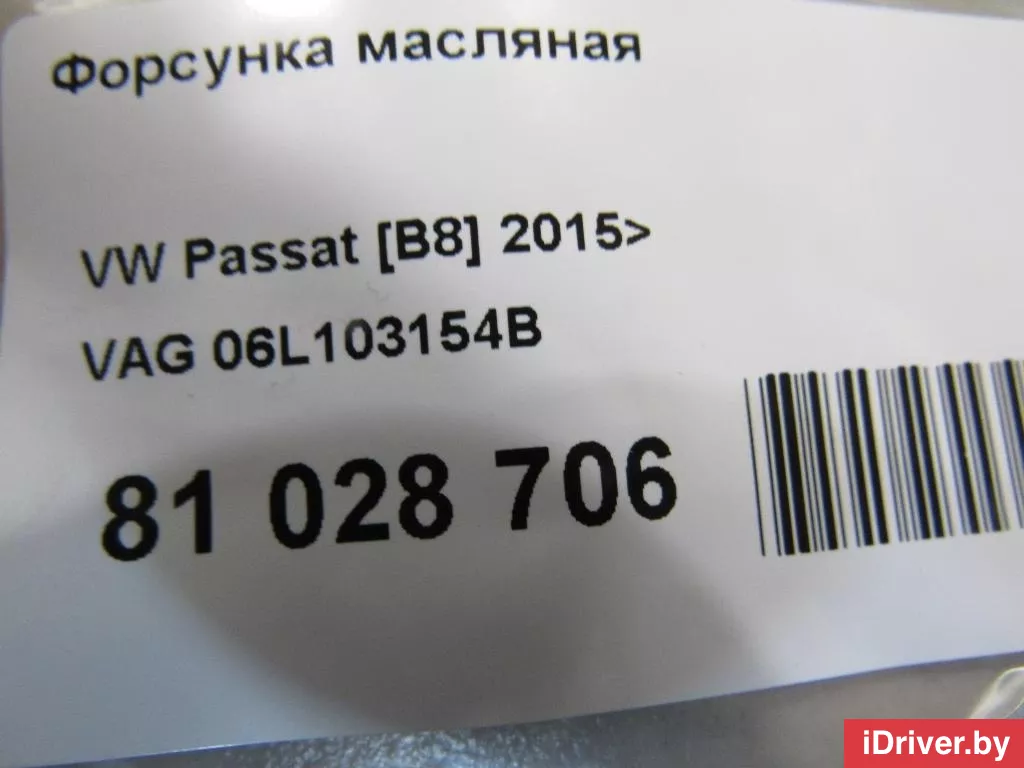 Форсунка масляная
VW Passat [B8] 2015>
VAG 06L103154B
81 028 706
iDriver.by